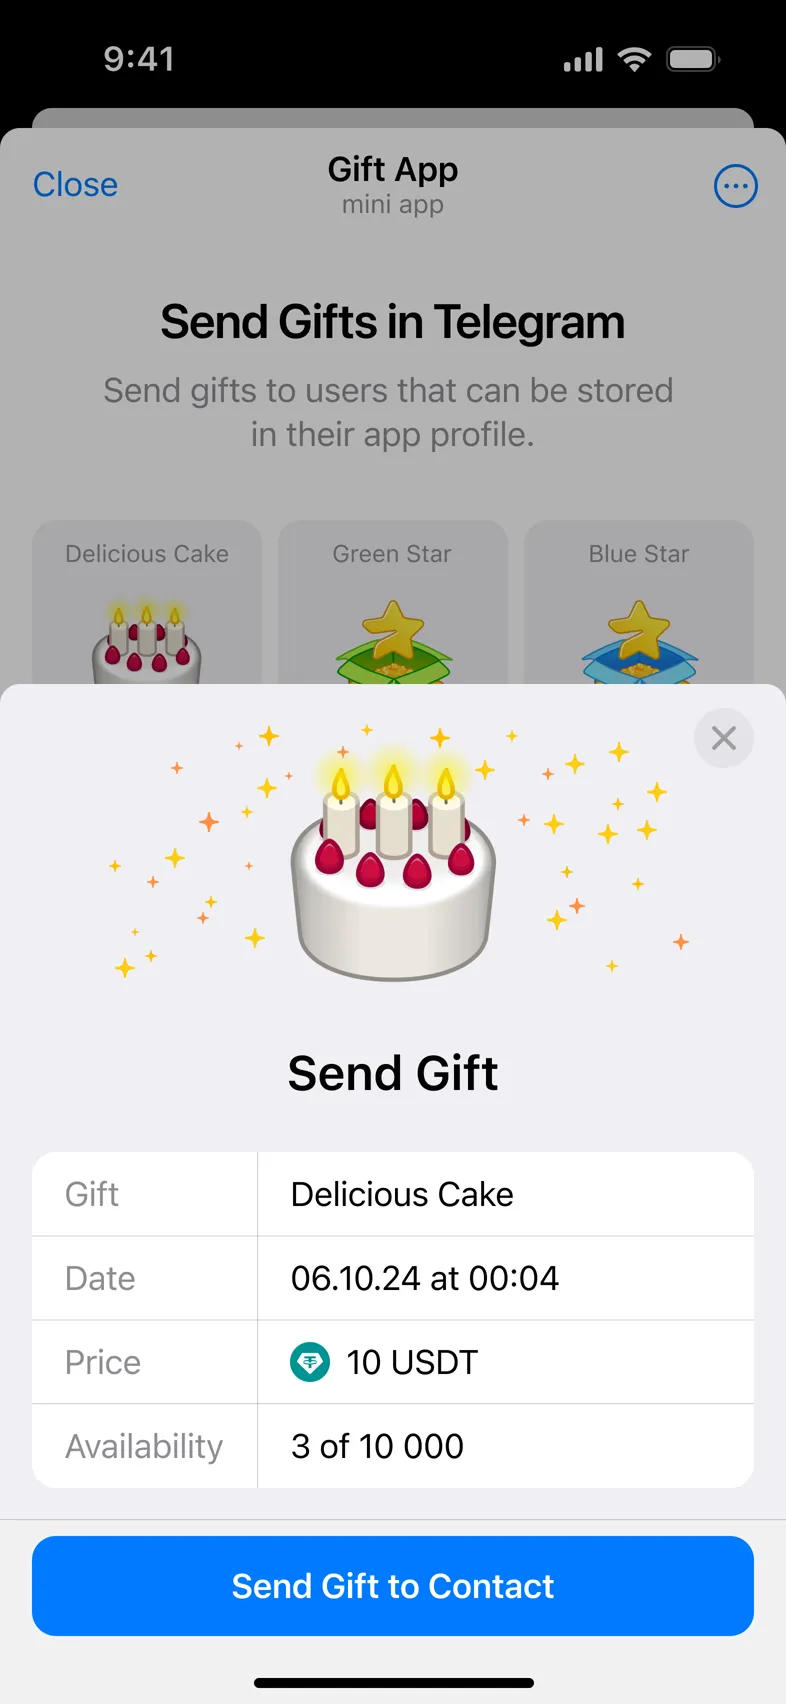 9:41
Close
Gift App
mini app
Send Gifts in Telegram
Send gifts to users that can be stored
in their app profile.
Delicious Cake
Green Star
Blue Star
Send Gift
Gift
Delicious Cake
Date
06.10.24 at 00:04
Price
10 USDT
Availability
3 of 10 000
Send Gift to Contact